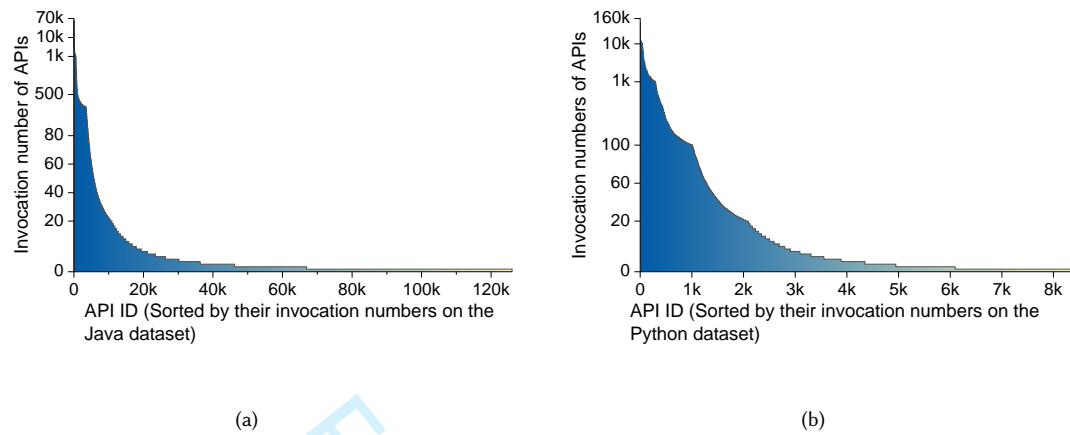 70k
10k
1k
500
80
60
40
20
0
Invocation number of APIs
0 20k 40k 60k 80k 100k 120k
API ID (Sorted by their invocation numbers on the
Java dataset)
(a)
160k
10k
1k
100
60
20
0
Invocation numbers of APIs
0 1k 2k 3k 4k 5k 6k 7k 8k
API ID (Sorted by their invocation numbers on the
Python dataset)
(b)